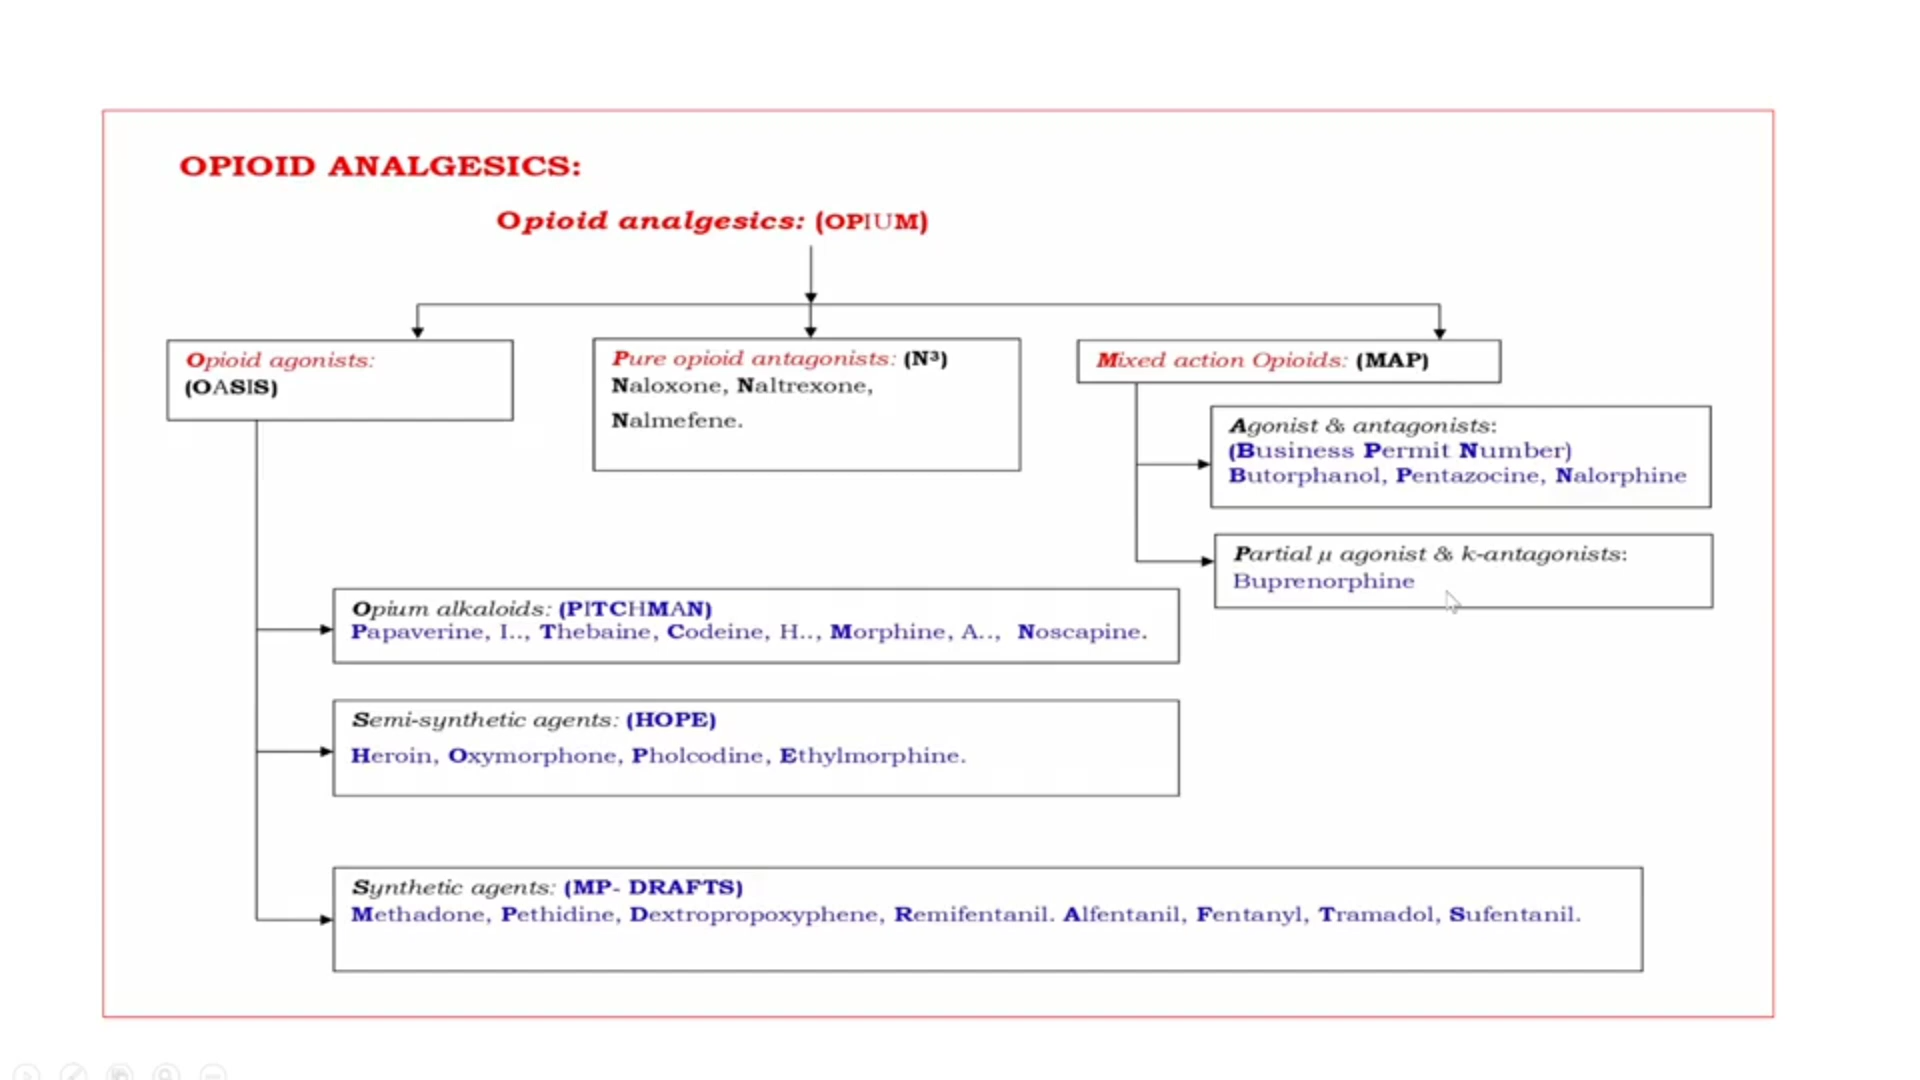 OPIOID ANALGESICS:
Opioid analgesics: (OPIUM)
Opioid agonists:
(OASIS)
Pure opioid antagonists: (N³)
Naloxone, Naltrexone,
Nalmefene.
Mixed action Opioids: (MAP)
Agonist & antagonists:
(Business Permit Number)
Butorphanol, Pentazocine, Nalorphine
Partial µ agonist & k-antagonists:
Buprenorphine
Opium alkaloids: (PITCHMAN)
Papaverine, I.., Thebaine, Codeine, H.., Morphine, A.., Noscapine.
Semi-synthetic agents: (HOPE)
Heroin, Oxymorphone, Pholcodine, Ethylmorphine.
Synthetic agents: (MP- DRAFTS)
Methadone, Pethidine, Dextropropoxyphene, Remifentanil. Alfentanil, Fentanyl, Tramadol, Sufentanil.